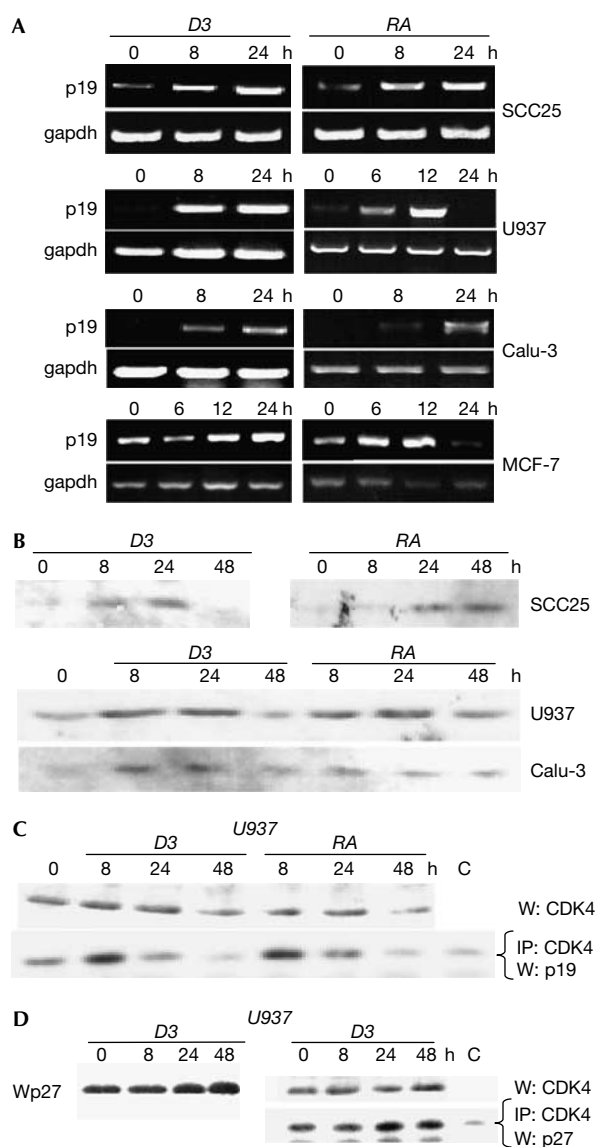 A
D3 RA
0 8 24 h 0 8 24 h
p19
gapdh
SCC25
0 8 24 h 0 6 12 24 h
p19
gapdh
U937
0 8 24 h 0 8 24 h
p19
gapdh
Calu-3
0 6 12 24 h 0 6 12 24 h
p19
gapdh
MCF-7
B
D3 RA
0 8 24 48 0 8 24 48 h
SCC25
D3 RA
0 8 24 48 8 24 48 h
U937
Calu-3
C
U937
D3 RA
0 8 24 48 8 24 48 h C
W: CDK4
IP: CDK4
W: p19
D
U937
D3 D3
0 8 24 48 0 8 24 48 h C
Wp27
W: CDK4
IP: CDK4
W: p27